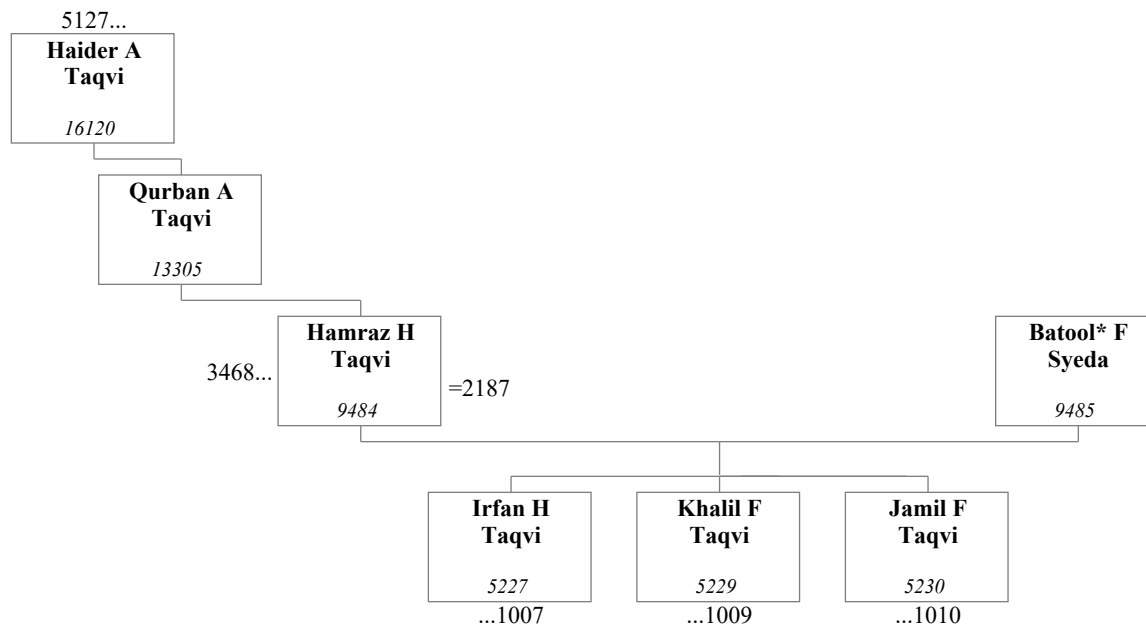 5127...
Haider A
Taqvi
16120
Qurban A
Taqvi
13305
Hamraz H
Taqvi
9484
3468...
=2187
Batool* F
Syeda
9485
Irfan H
Taqvi
5227
...1007
Khalil F
Taqvi
5229
...1009
Jamil F
Taqvi
5230
...1010